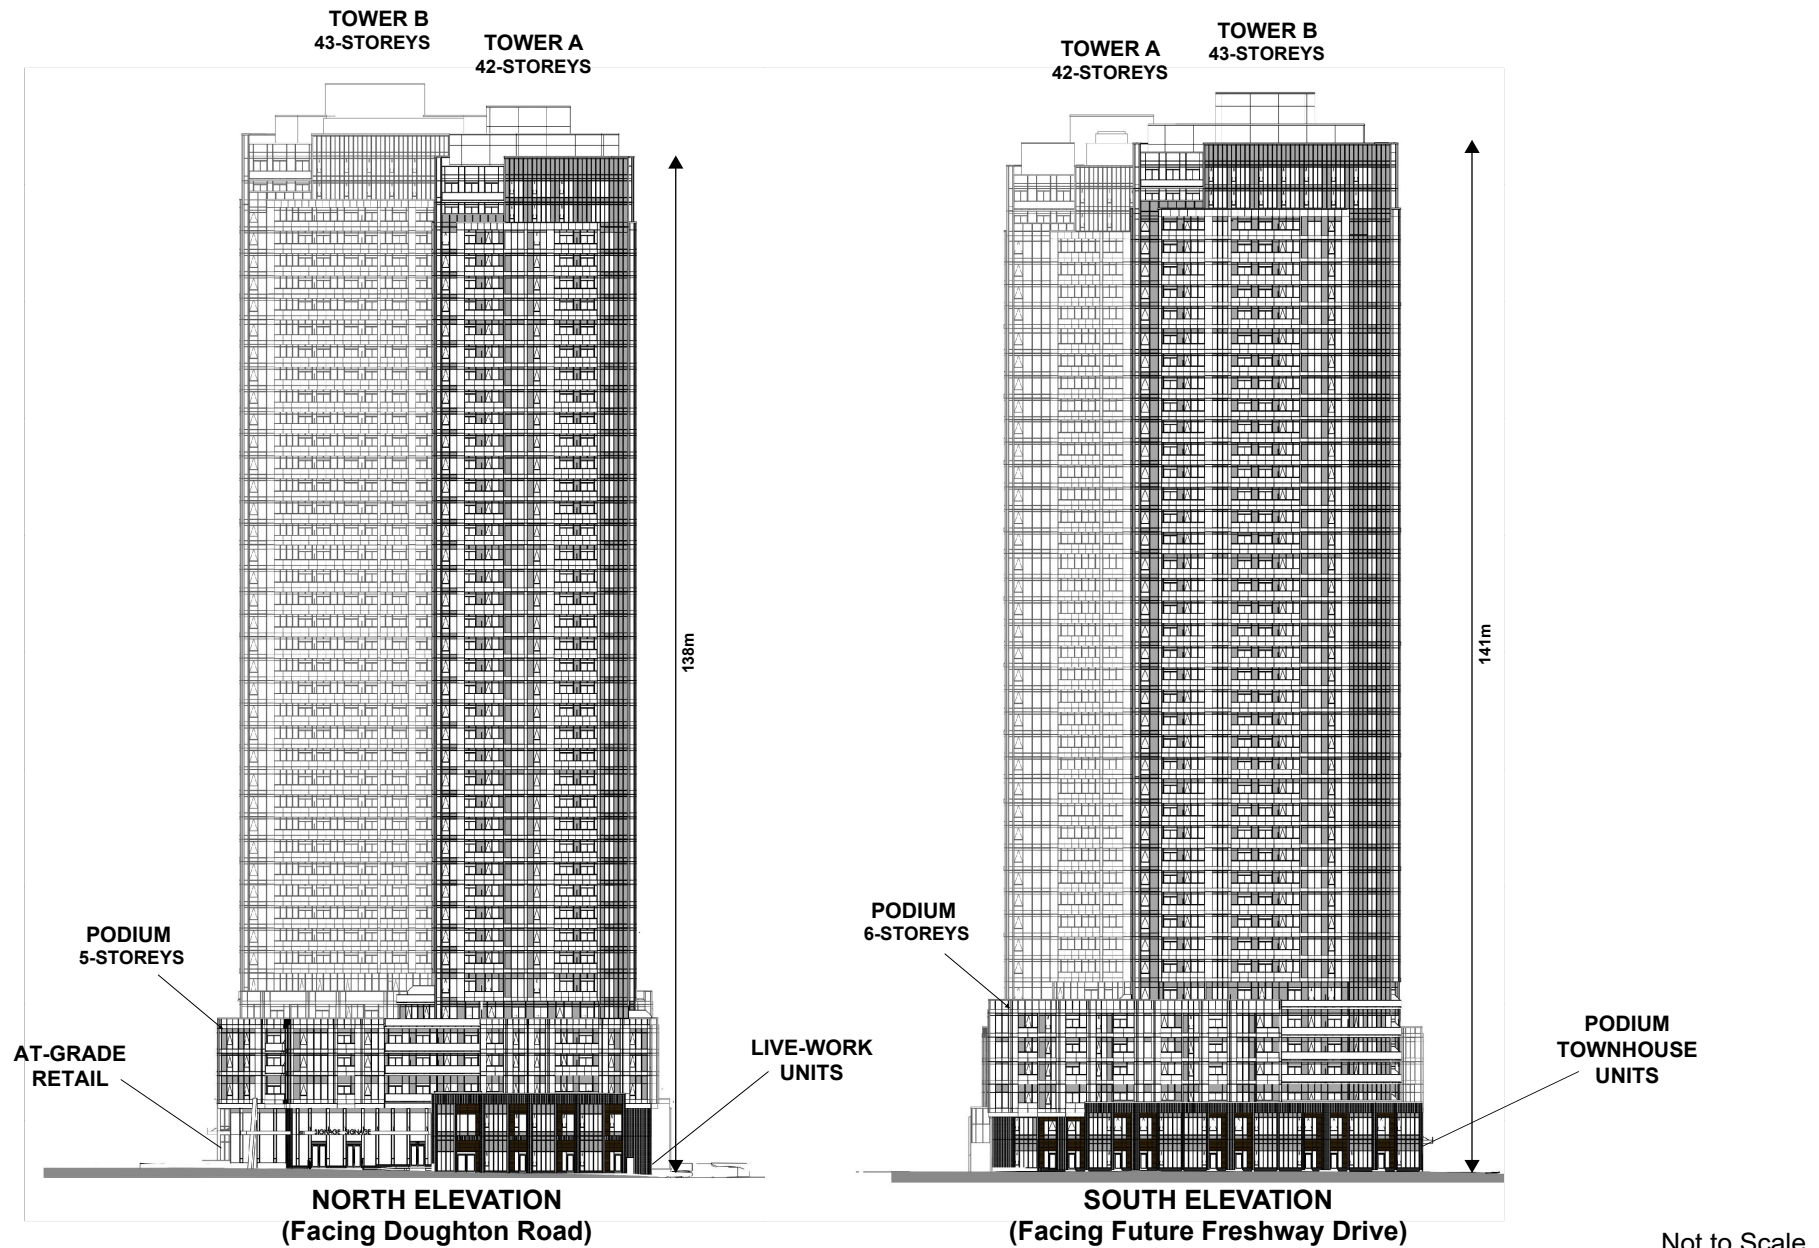 TOWER B
43-STOREYS
TOWER A
42-STOREYS
138m
PODIUM
5-STOREYS
AT-GRADE
RETAIL
SIGNAGE SIGNAGE
LIVE-WORK
UNITS
NORTH ELEVATION
(Facing Doughton Road)
TOWER A
42-STOREYS
TOWER B
43-STOREYS
141m
PODIUM
6-STOREYS
PODIUM
TOWNHOUSE
UNITS
SOUTH ELEVATION
(Facing Future Freshway Drive)
Not to Scale